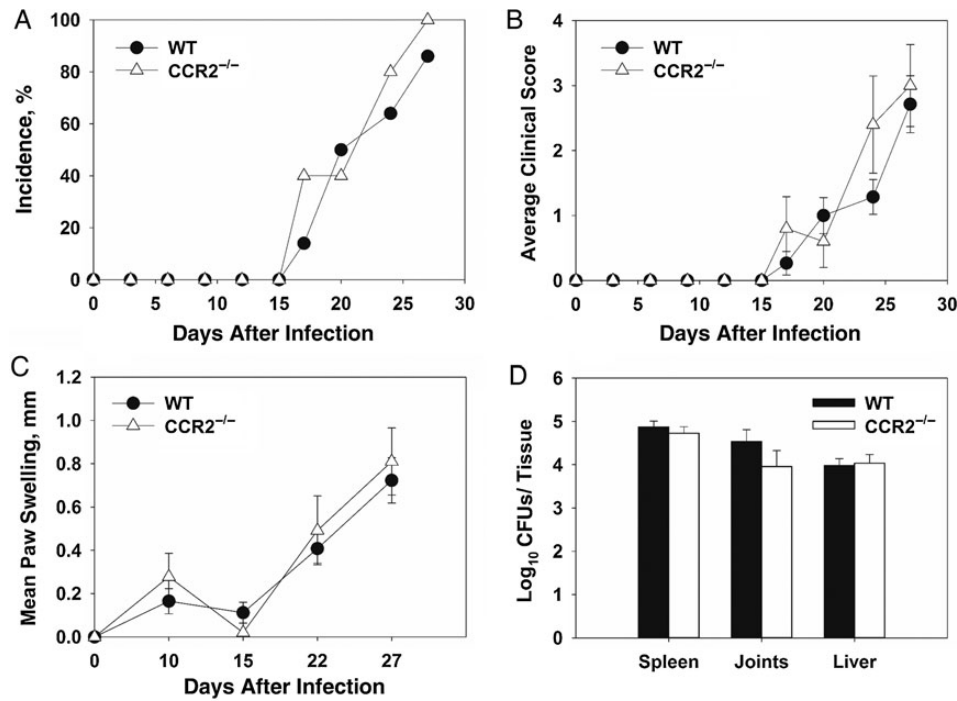 A
100
80
60
40
20
0
Incidence, %
WT
CCR2⁻/⁻
0 5 10 15 20 25 30
Days After Infection
B
4
3
2
1
0
Average Clinical Score
WT
CCR2⁻/⁻
0 5 10 15 20 25 30
Days After Infection
C
1.2
1.0
0.8
0.6
0.4
0.2
0.0
Mean Paw Swelling, mm
WT
CCR2⁻/⁻
0 10 15 22 27
Days After Infection
D
6
5
4
3
2
1
0
Log₁₀ CFUs/ Tissue
WT
CCR2⁻/⁻
Spleen Joints Liver